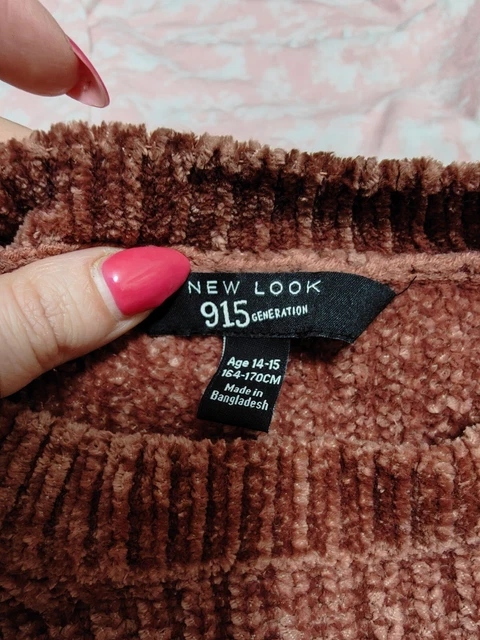 NEW LOOK
915 GENERATION
Age 14-15
164-170CM
Made in
Bangladesh